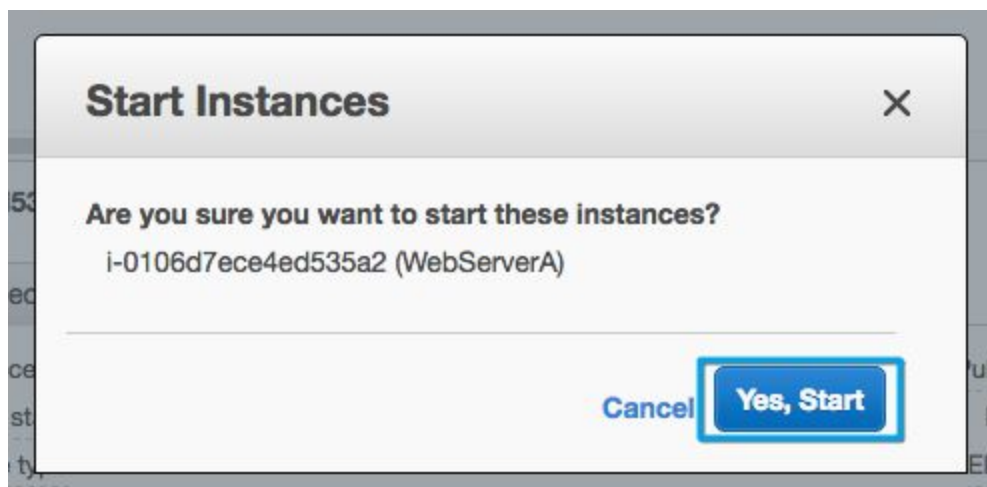 Start Instances
Are you sure you want to start these instances?
i-0106d7ece4ed535a2 (WebServerA)
Cancel
Yes, Start